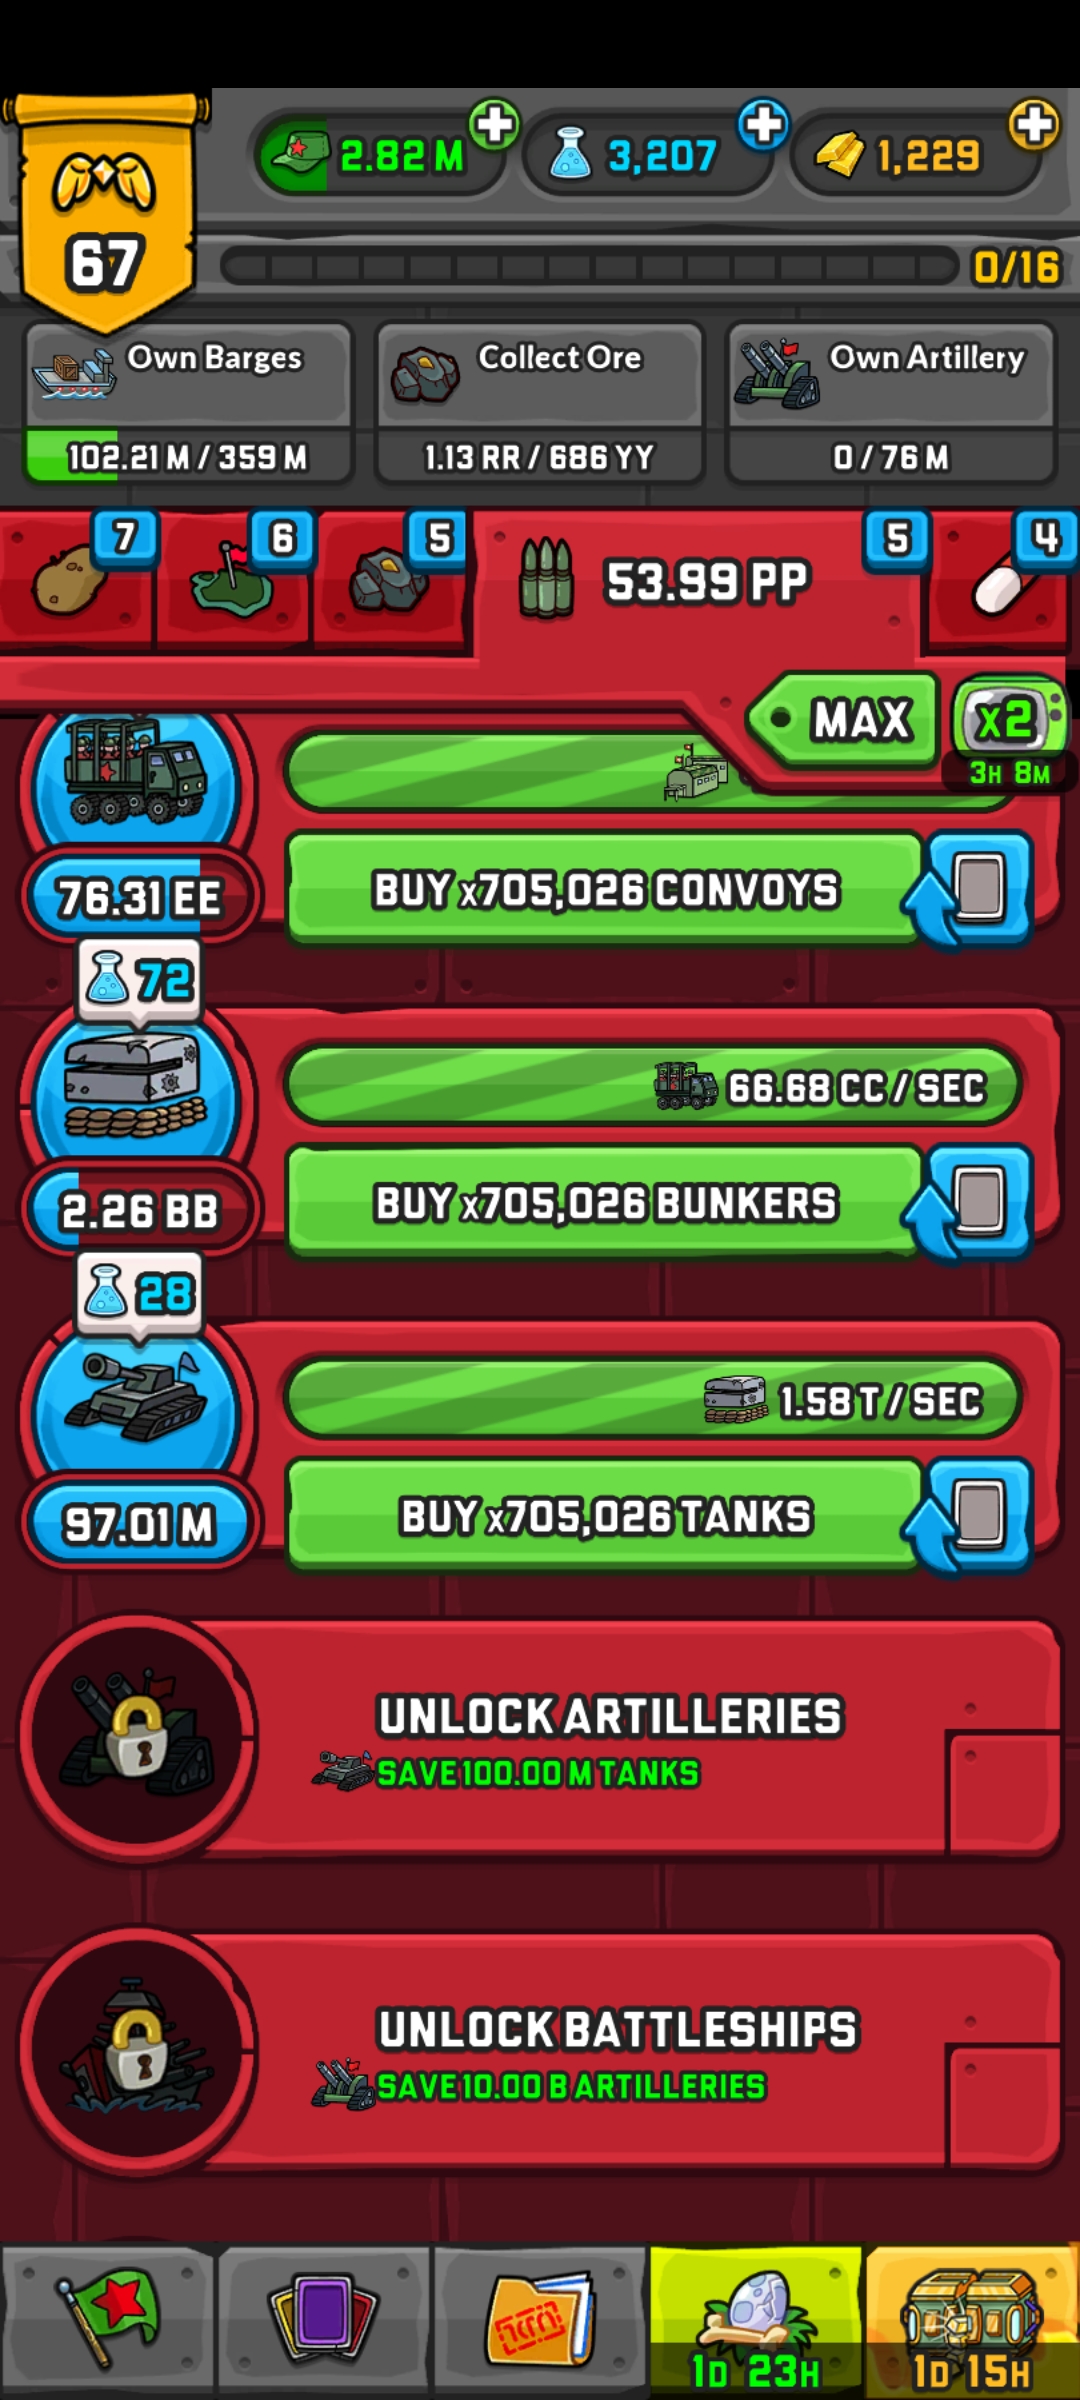 2.82 M
3,207
1,229
67
0/16
Own Barges
102.21 M / 359 M
Collect Ore
1.13 RR / 686 YY
Own Artillery
0 / 76 M
7
6
5
53.99 PP
5
4
MAX
x2
3H 8M
76.31 EE
BUY x705,026 CONVOYS
72
66.68 CC / SEC
2.26 BB
BUY x705,026 BUNKERS
28
1.58 T / SEC
97.01 M
BUY x705,026 TANKS
UNLOCK ARTILLERIES
SAVE 100.00 M TANKS
UNLOCK BATTLESHIPS
SAVE 10.00 B ARTILLERIES
1D 23H
1D 15H